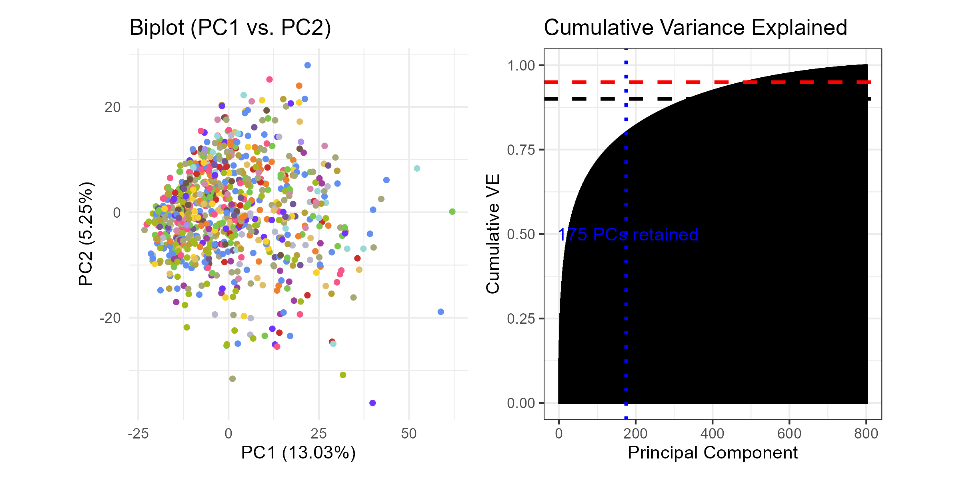 Biplot (PC1 vs. PC2)
PC2 (5.25%)
20
0
-20
-25
0
25
50
PC1 (13.03%)
Cumulative Variance Explained
Cumulative VE
1.00
0.75
0.50
0.25
0.00
175 PCs retained
0
200
400
600
800
Principal Component